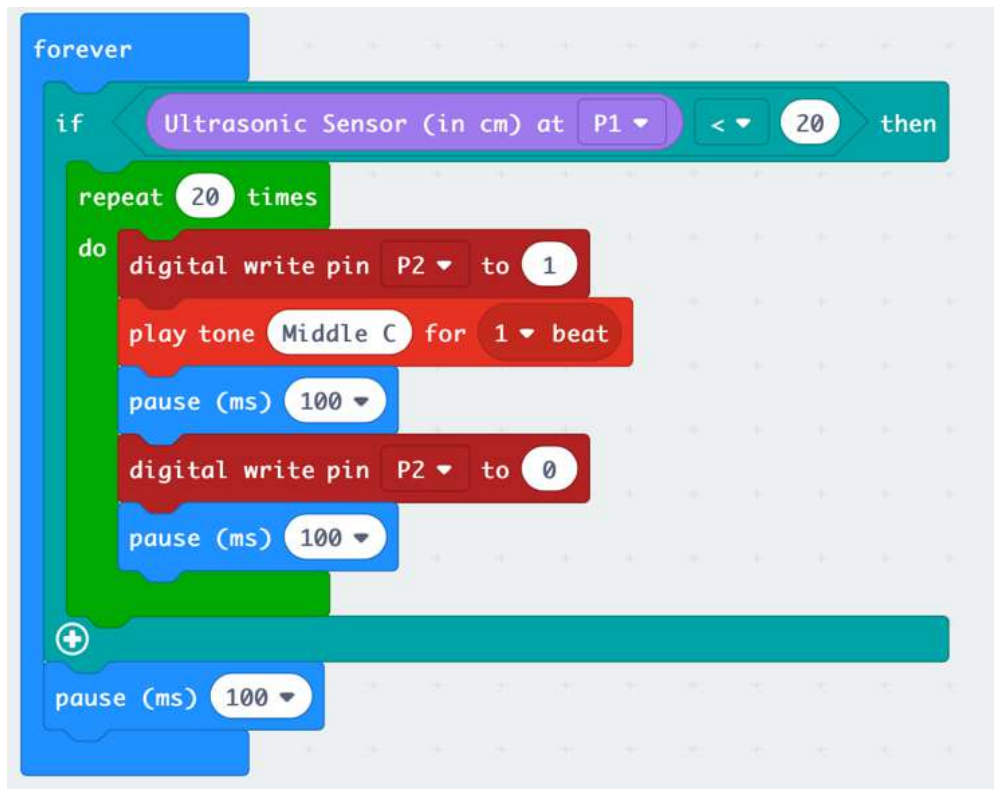 forever
if Ultrasonic Sensor (in cm) at P1 < 20 then
repeat 20 times
do
digital write pin P2 to 1
play tone Middle C for 1 beat
pause (ms) 100
digital write pin P2 to 0
pause (ms) 100
pause (ms) 100